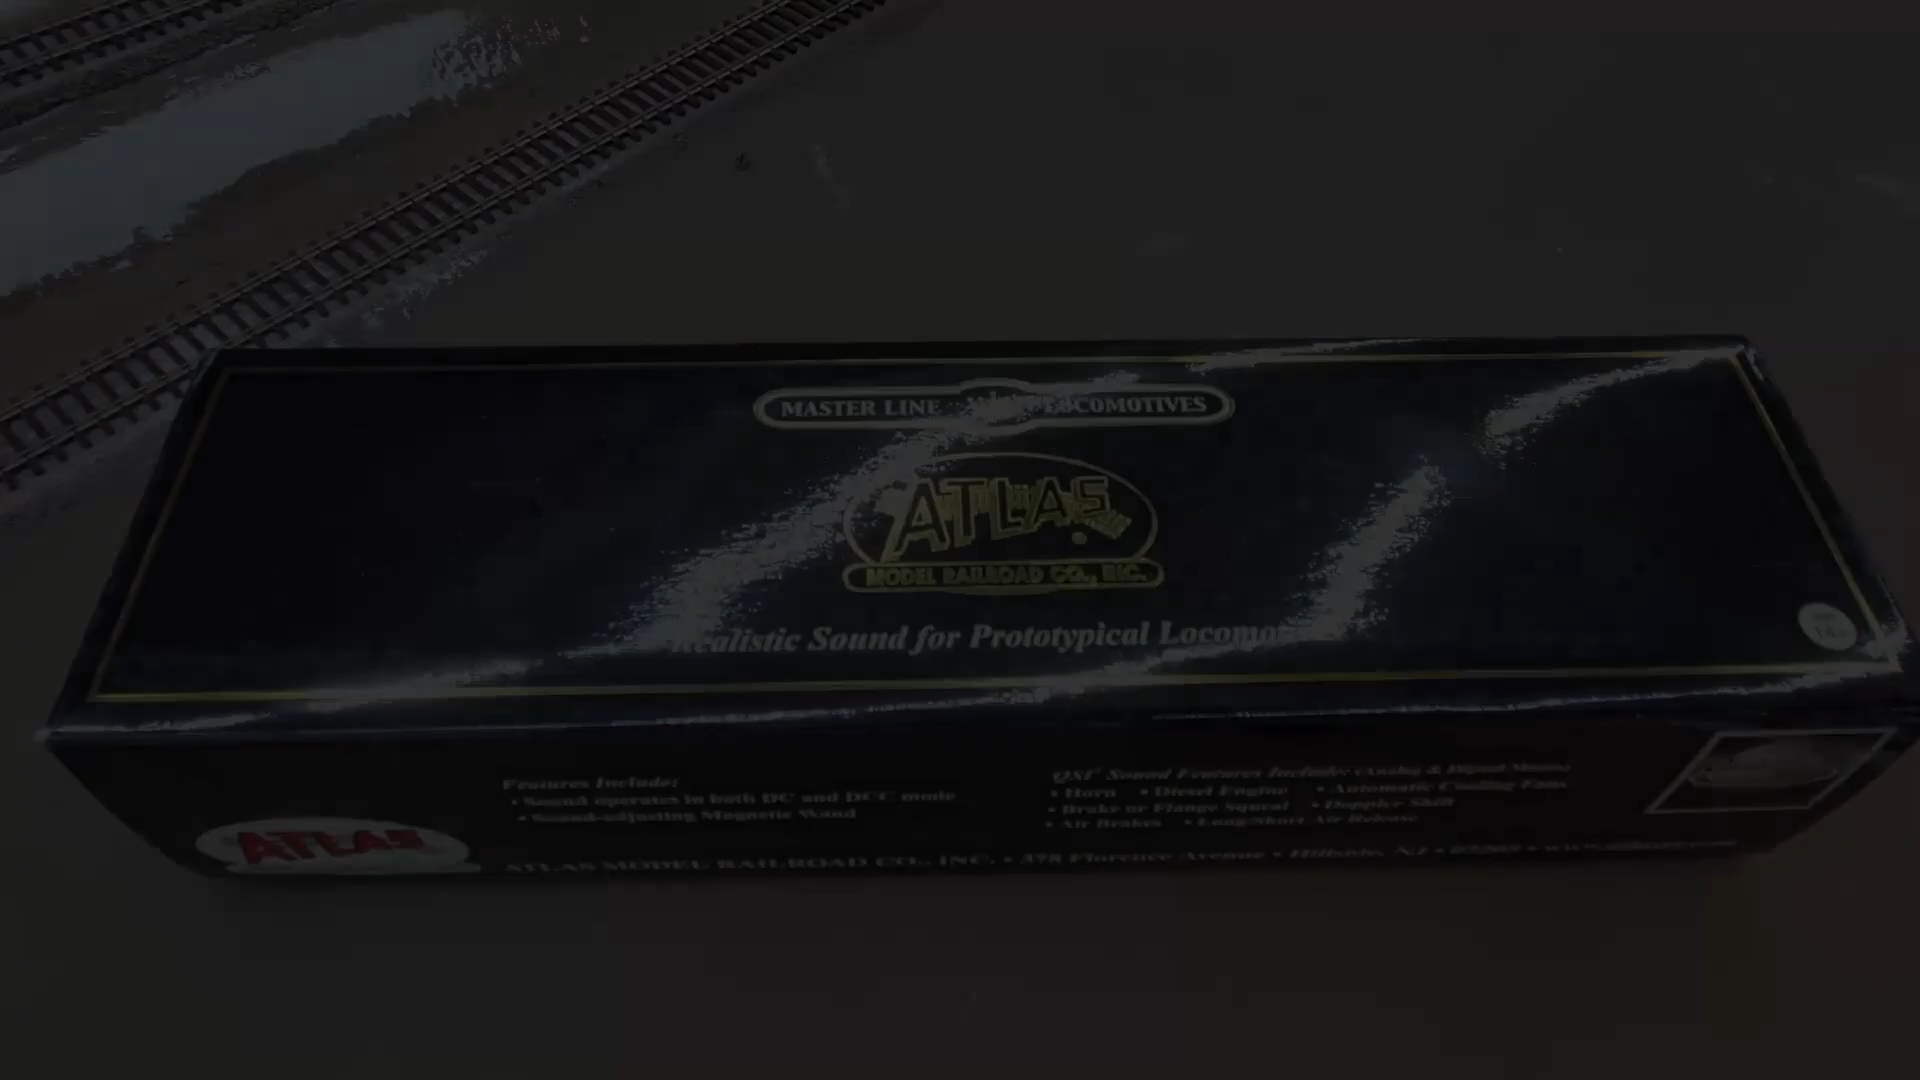 MASTER LINE LOCOMOTIVES
ATLAS
MODEL RAILROAD CO., INC.
Realistic Sound for Prototypical
Features Include:
• Sound operates in both DC and DCC mode
• Sound-adjusting Magnetic Wand
QSI Sound Features Include: (Analog & Digital Modes)
• Horn • Diesel Engine • Automatic Cooling Fans
• Brake or Flange Squeal • Doppler Shift
• Air Brakes • Long/Short Air Release
ATLAS
ATLAS MODEL RAILROAD CO., INC. • 378 Florence Avenue • Hillside, NJ